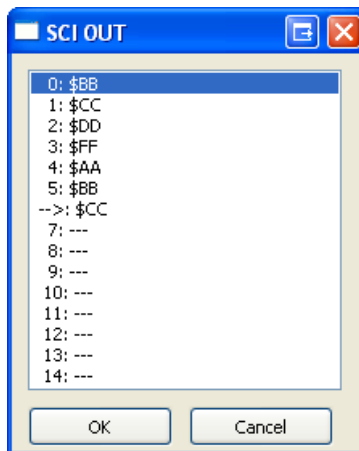 SCI OUT
0: $BB
1: $CC
2: $DD
3: $FF
4: $AA
5: $BB
-->: $CC
7: ---
8: ---
9: ---
10: ---
11: ---
12: ---
13: ---
14: ---
OK
Cancel